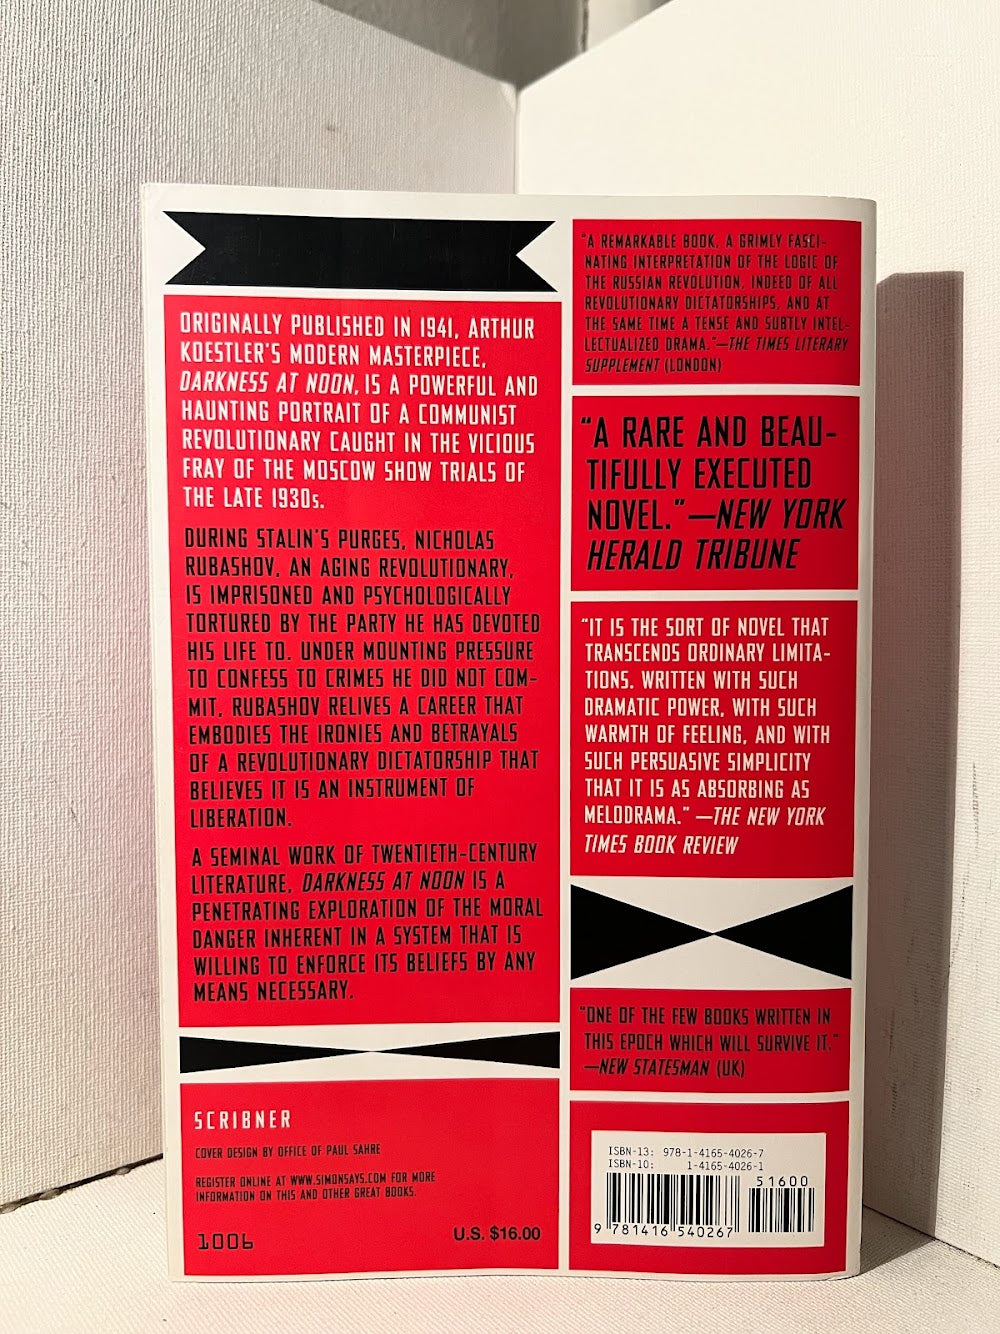 ORIGINALLY PUBLISHED IN 1941, ARTHUR
KOESTLER'S MODERN MASTERPIECE,
DARKNESS AT NOON, IS A POWERFUL AND
HAUNTING PORTRAIT OF A COMMUNIST
REVOLUTIONARY CAUGHT IN THE VICIOUS
FRAY OF THE MOSCOW SHOW TRIALS OF
THE LATE 1930s.
DURING STALIN'S PURGES, NICHOLAS
RUBASHOV, AN AGING REVOLUTIONARY,
IS IMPRISONED AND PSYCHOLOGICALLY
TORTURED BY THE PARTY HE HAS DEVOTED
HIS LIFE TO. UNDER MOUNTING PRESSURE
TO CONFESS TO CRIMES HE DID NOT COM-
MIT, RUBASHOV RELIVES A CAREER THAT
EMBODIES THE IRONIES AND BETRAYALS
OF A REVOLUTIONARY DICTATORSHIP THAT
BELIEVES IT IS AN INSTRUMENT OF
LIBERATION.
A SEMINAL WORK OF TWENTIETH-CENTURY
LITERATURE, DARKNESS AT NOON IS A
PENETRATING EXPLORATION OF THE MORAL
DANGER INHERENT IN A SYSTEM THAT IS
WILLING TO ENFORCE ITS BELIEFS BY ANY
MEANS NECESSARY.
SCRIBNER
COVER DESIGN BY OFFICE OF PAUL SAHRE
REGISTER ONLINE AT WWW.SIMONSAYS.COM FOR MORE
INFORMATION ON THIS AND OTHER GREAT BOOKS.
1006
U.S. $16.00
"A REMARKABLE BOOK, A GRIMLY FASCI-
NATING INTERPRETATION OF THE LOGIC OF
THE RUSSIAN REVOLUTION, INDEED OF ALL
REVOLUTIONARY DICTATORSHIPS, AND AT
THE SAME TIME A TENSE AND SUBTLY INTEL-
LECTUALIZED DRAMA."—THE TIMES LITERARY
SUPPLEMENT (LONDON)
"A RARE AND BEAU-
TIFULLY EXECUTED
NOVEL."—NEW YORK
HERALD TRIBUNE
"IT IS THE SORT OF NOVEL THAT
TRANSCENDS ORDINARY LIMITA-
TIONS. WRITTEN WITH SUCH
DRAMATIC POWER, WITH SUCH
WARMTH OF FEELING, AND WITH
SUCH PERSUASIVE SIMPLICITY
THAT IT IS AS ABSORBING AS
MELODRAMA." —THE NEW YORK
TIMES BOOK REVIEW
"ONE OF THE FEW BOOKS WRITTEN IN
THIS EPOCH WHICH WILL SURVIVE IT."
—NEW STATESMAN (UK)
ISBN-13: 978-1-4165-4026-7
ISBN-10: 1-4165-4026-1
51600
9 781416 540267